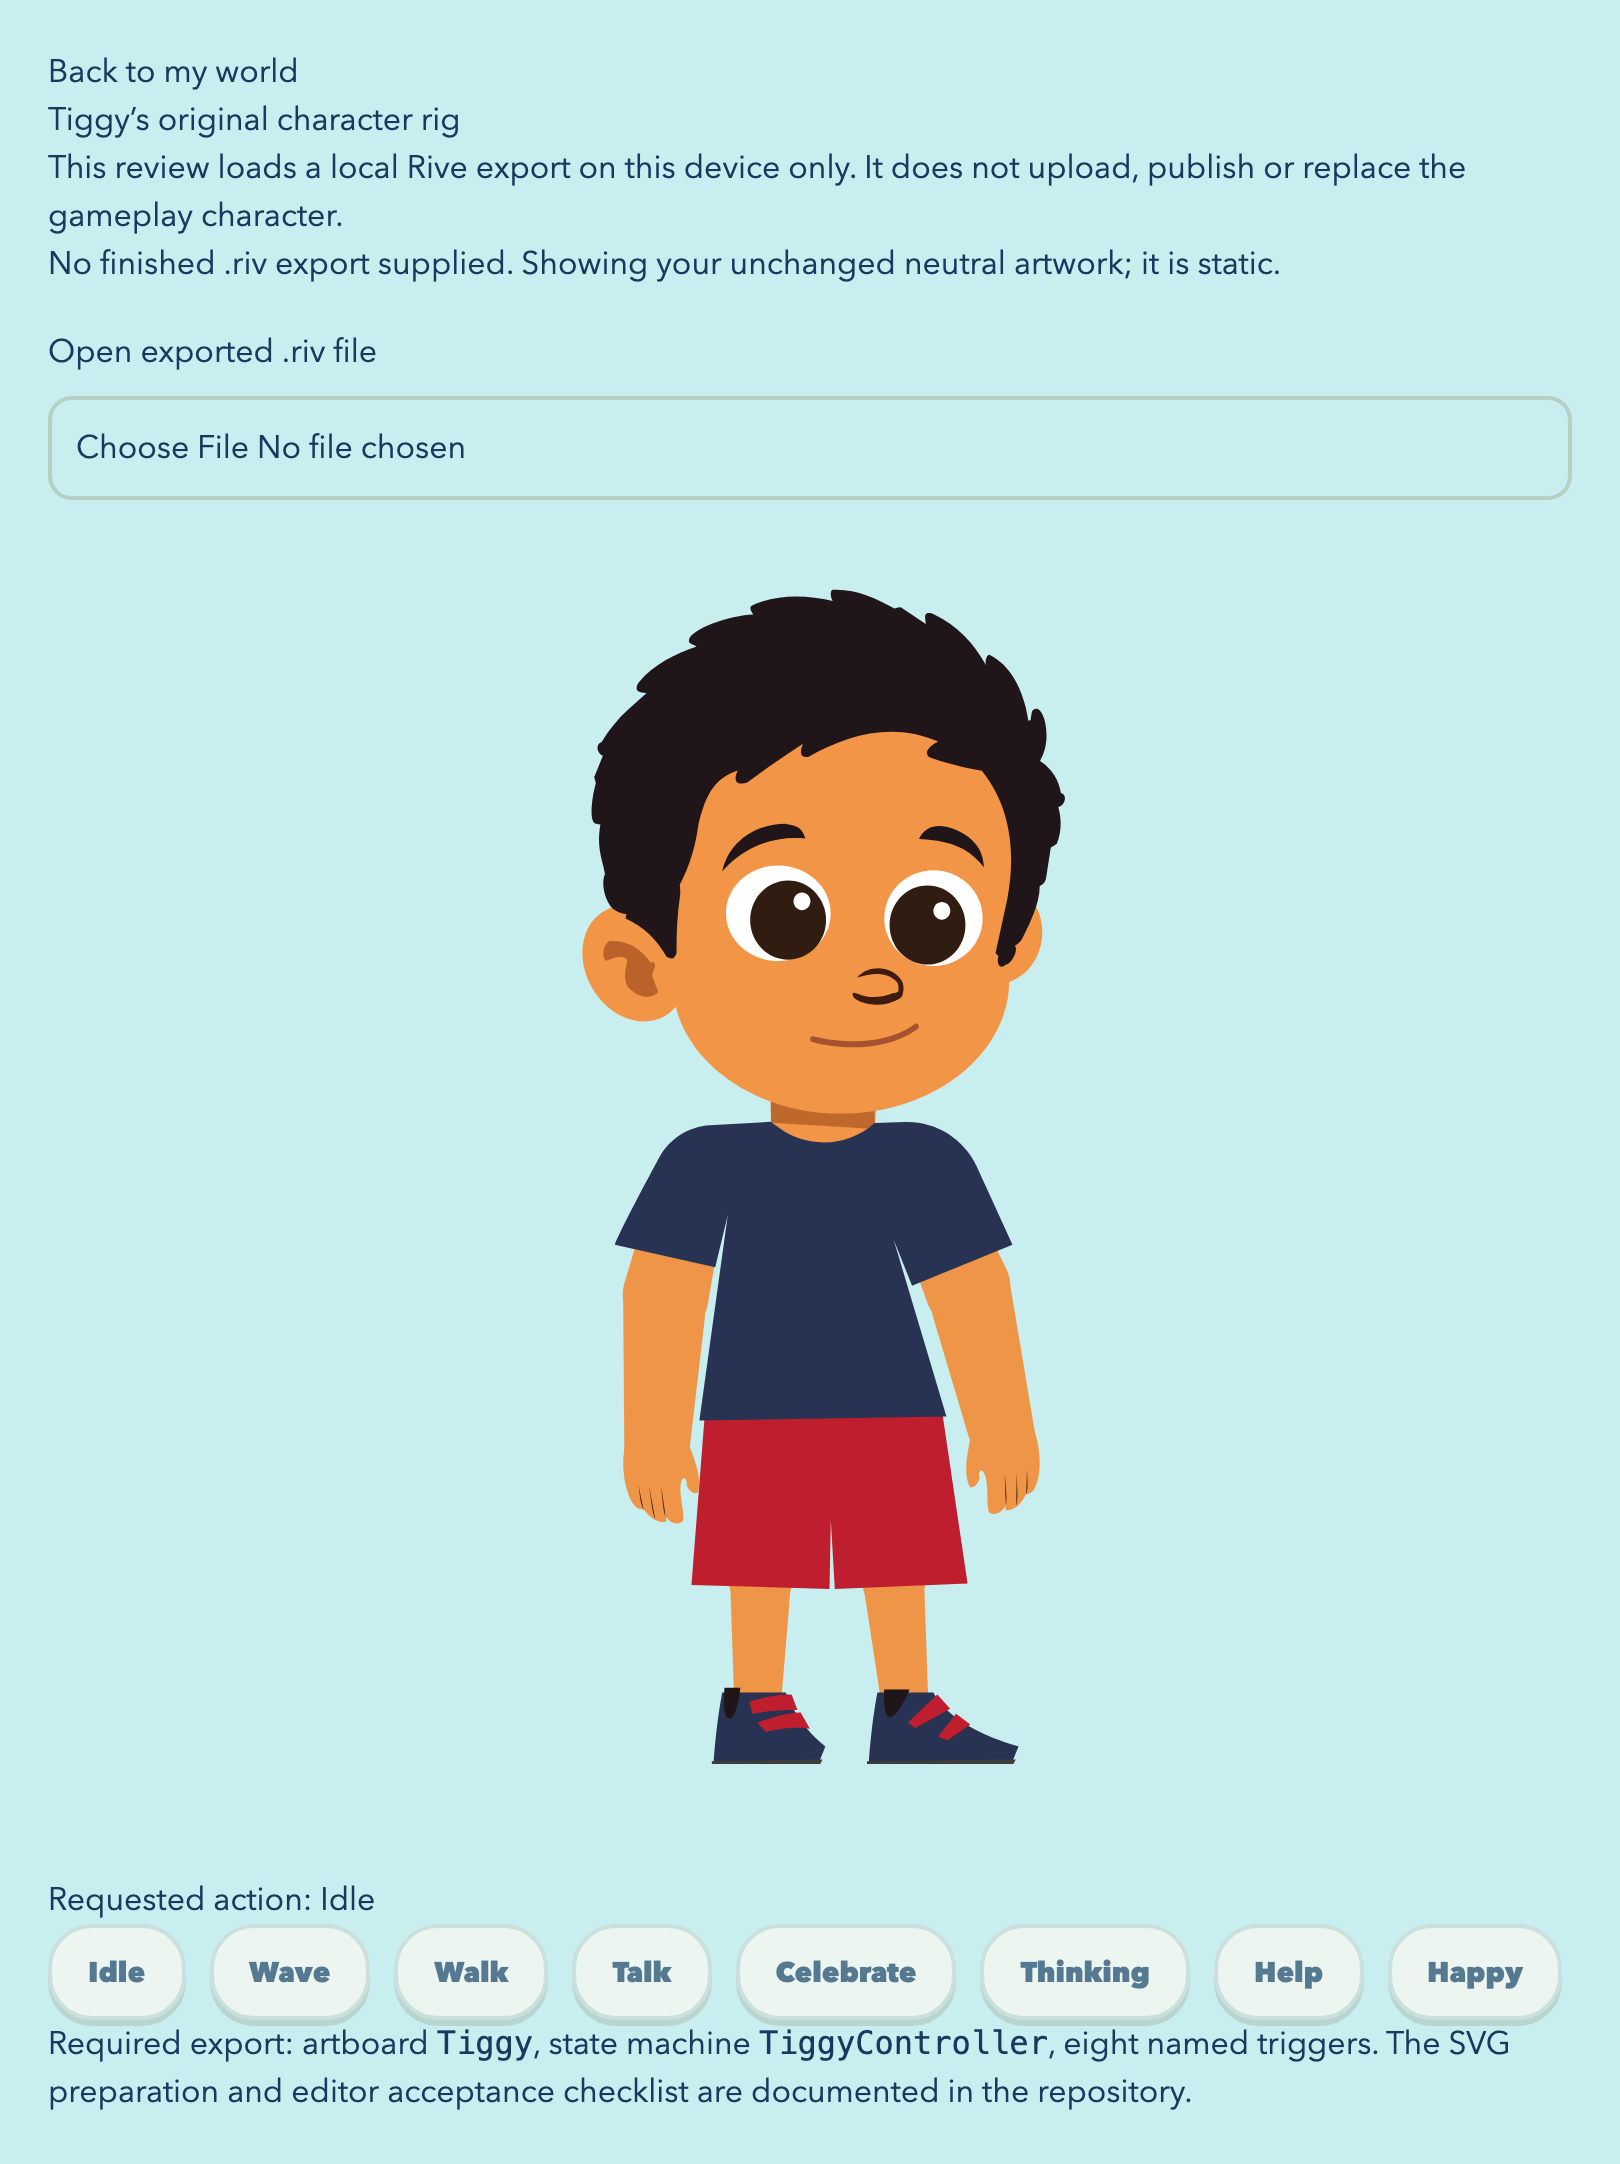 Back to my world
Tiggy’s original character rig
This review loads a local Rive export on this device only. It does not upload, publish or replace the
gameplay character.
No finished .riv export supplied. Showing your unchanged neutral artwork; it is static.
Open exported .riv file
Choose File No file chosen
Requested action: Idle
Idle Wave Walk Talk Celebrate Thinking Help Happy
Required export: artboard Tiggy, state machine TiggyController, eight named triggers. The SVG
preparation and editor acceptance checklist are documented in the repository.